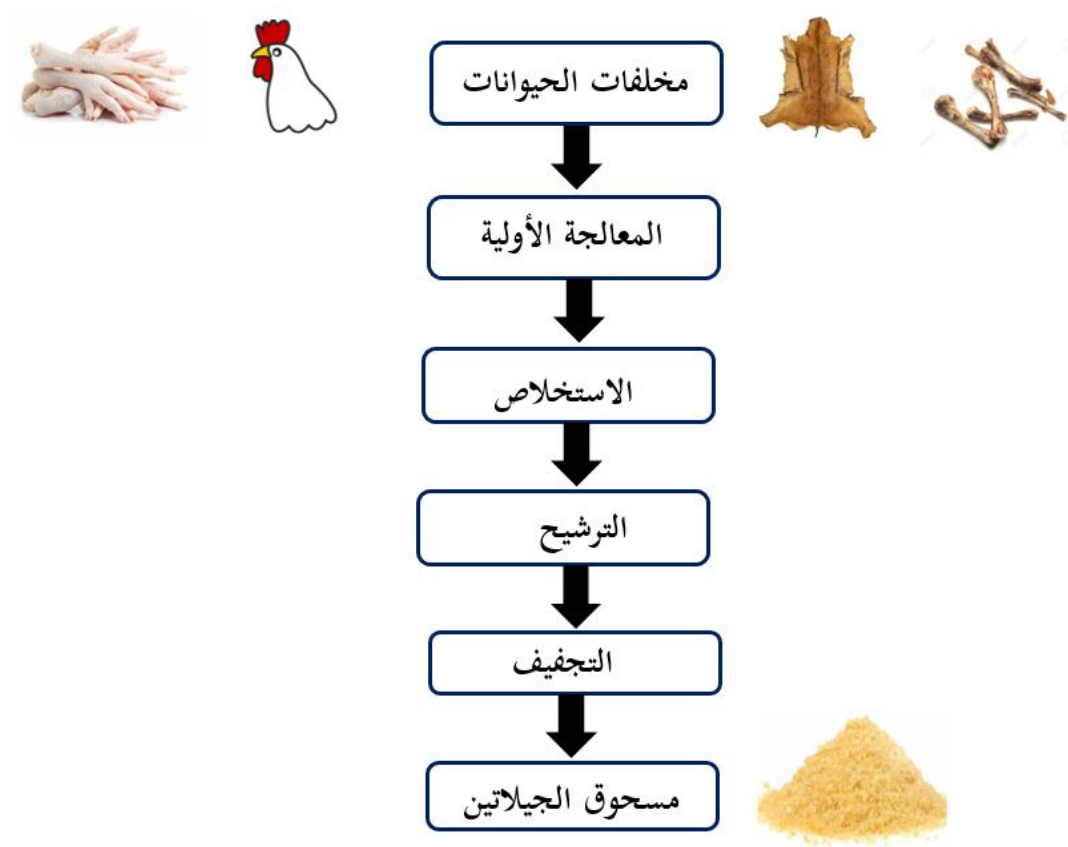 مخلفات الحيوانات
المعالجة الأولية
الاستخلاص
الترشيح
التجفيف
مسحوق الجيلاتين